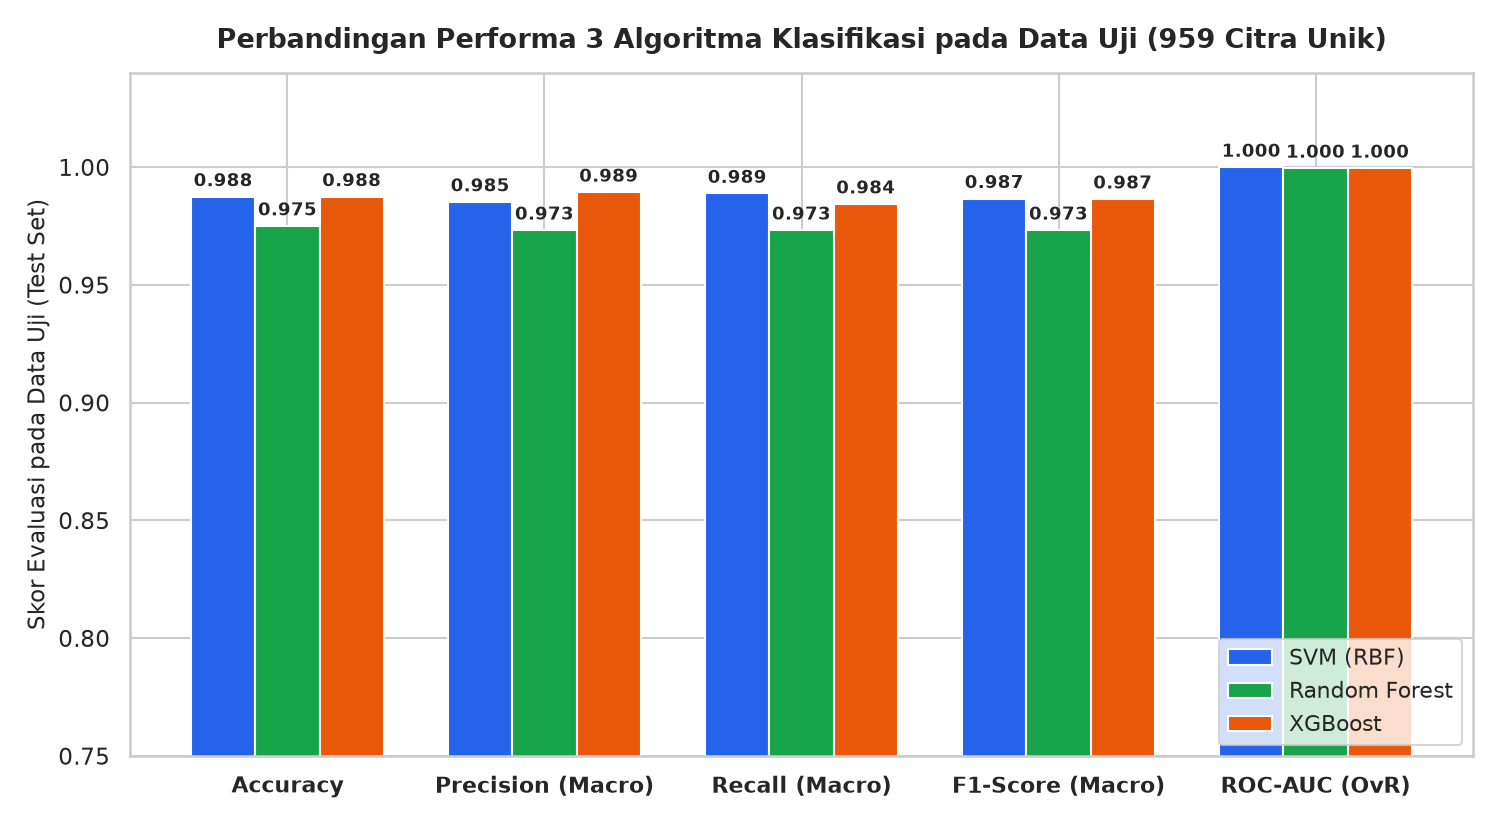 Perbandingan Performa 3 Algoritma Klasifikasi pada Data Uji (959 Citra Unik)
Skor Evaluasi pada Data Uji (Test Set)
1.00
0.95
0.90
0.85
0.80
0.75
0.988
0.975
0.988
0.985
0.973
0.989
0.989
0.973
0.984
0.987
0.973
0.987
1.000
1.000
1.000
Accuracy
Precision (Macro)
Recall (Macro)
F1-Score (Macro)
ROC-AUC (OvR)
SVM (RBF)
Random Forest
XGBoost